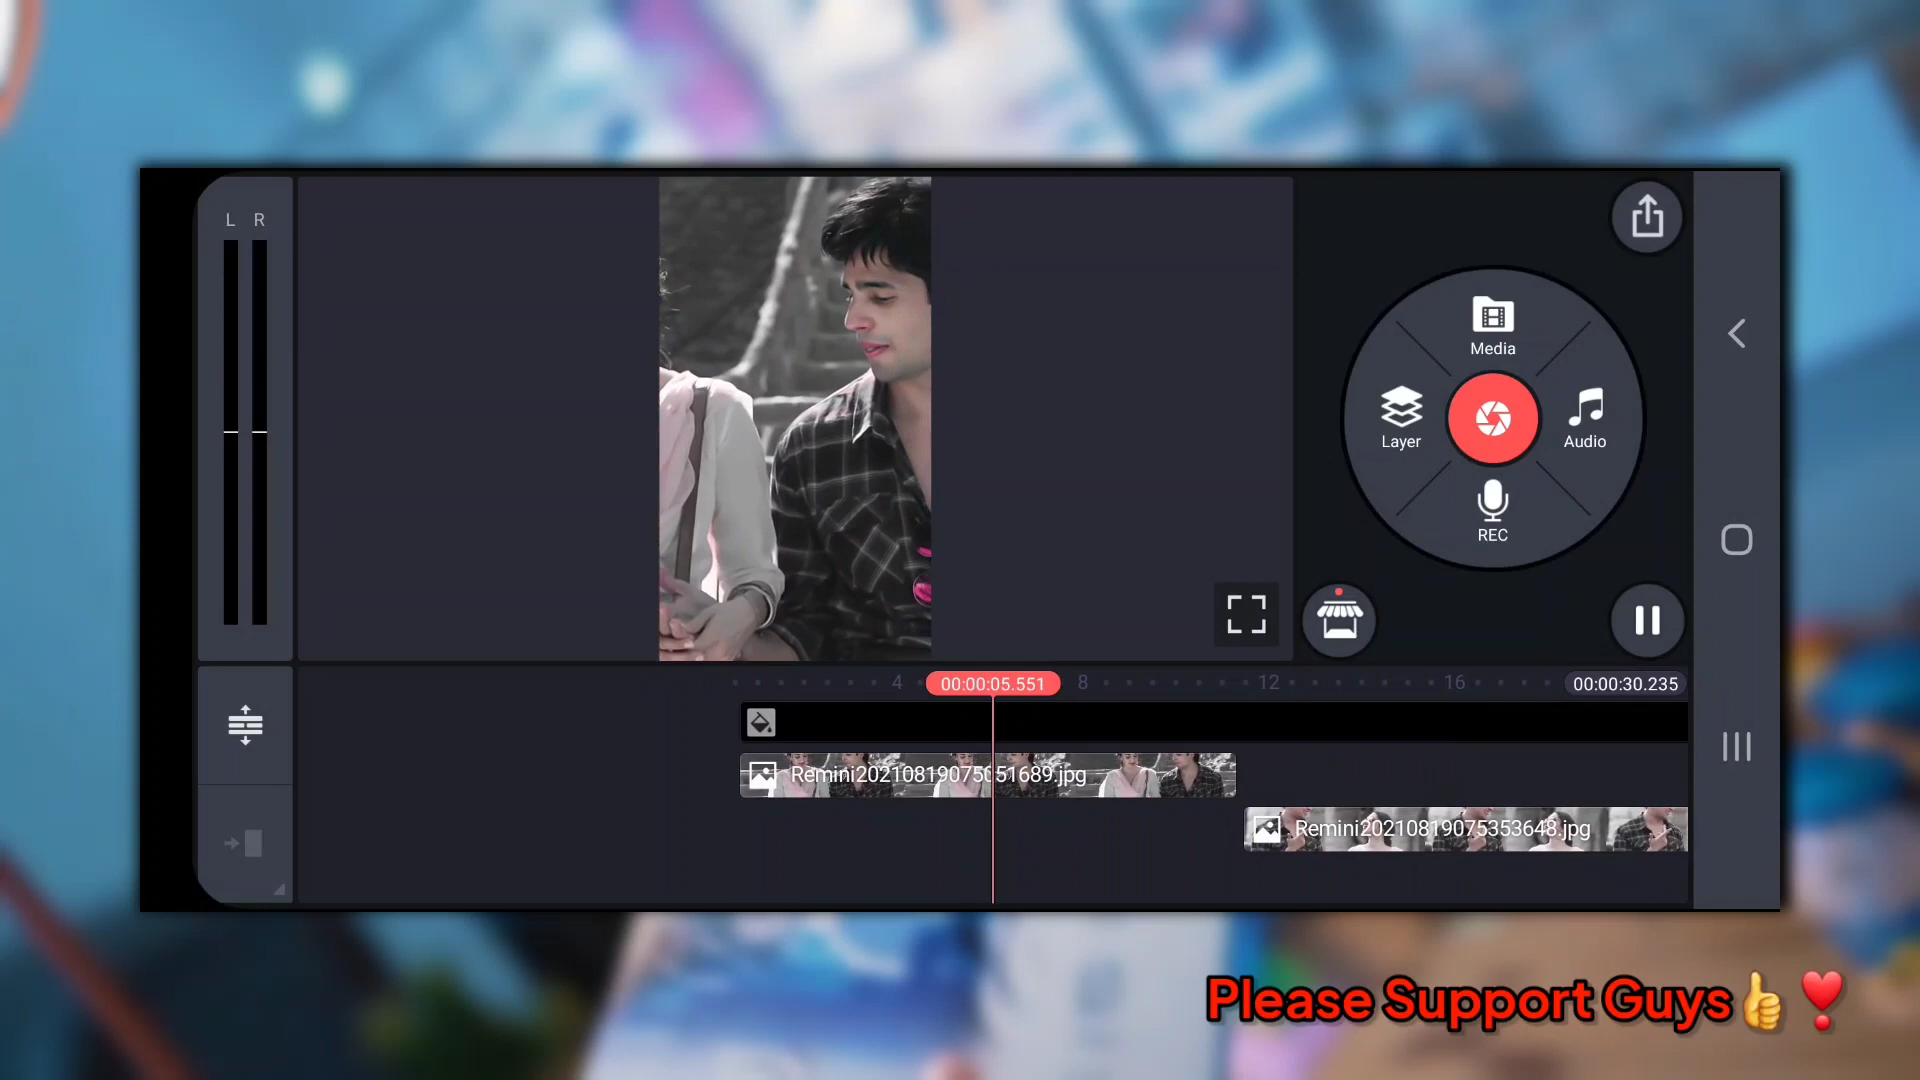 L R
Media
Layer
Audio
REC
4 00:00:05.551 8 12 16 00:00:30.235
Remini20210819075051689.jpg
Remini20210819075353648.jpg
Please Support Guys👍❣️